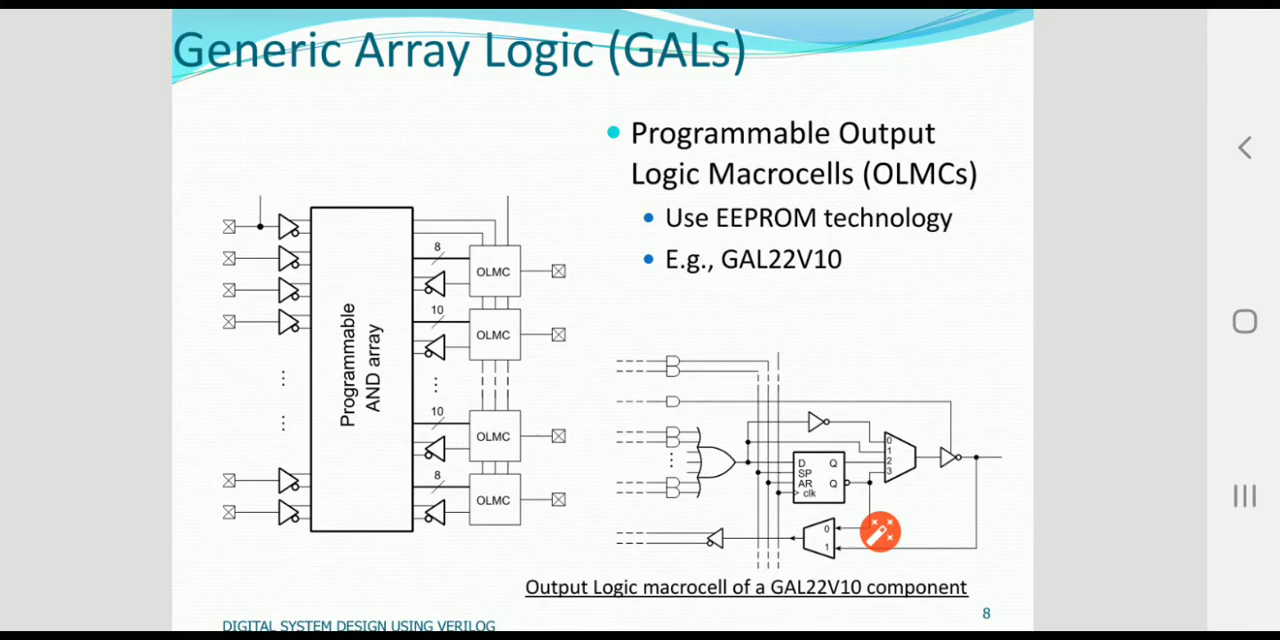 Generic Array Logic (GALs)
Programmable Output
Logic Macrocells (OLMCs)
Use EEPROM technology
E.g., GAL22V10
Programmable
AND array
8
OLMC
10
OLMC
10
OLMC
8
OLMC
D Q
SP
AR Q
clk
0
1
2
3
0
1
Output Logic macrocell of a GAL22V10 component
8
DIGITAL SYSTEM DESIGN USING VERILOG